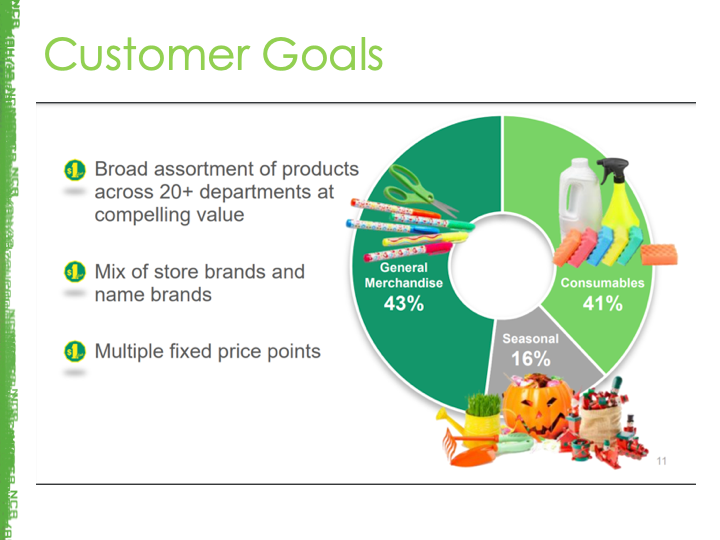 Customer Goals
Broad assortment of products
across 20+ departments at
compelling value
Mix of store brands and
name brands
Multiple fixed price points
General
Merchandise
43%
Consumables
41%
Seasonal
16%
11